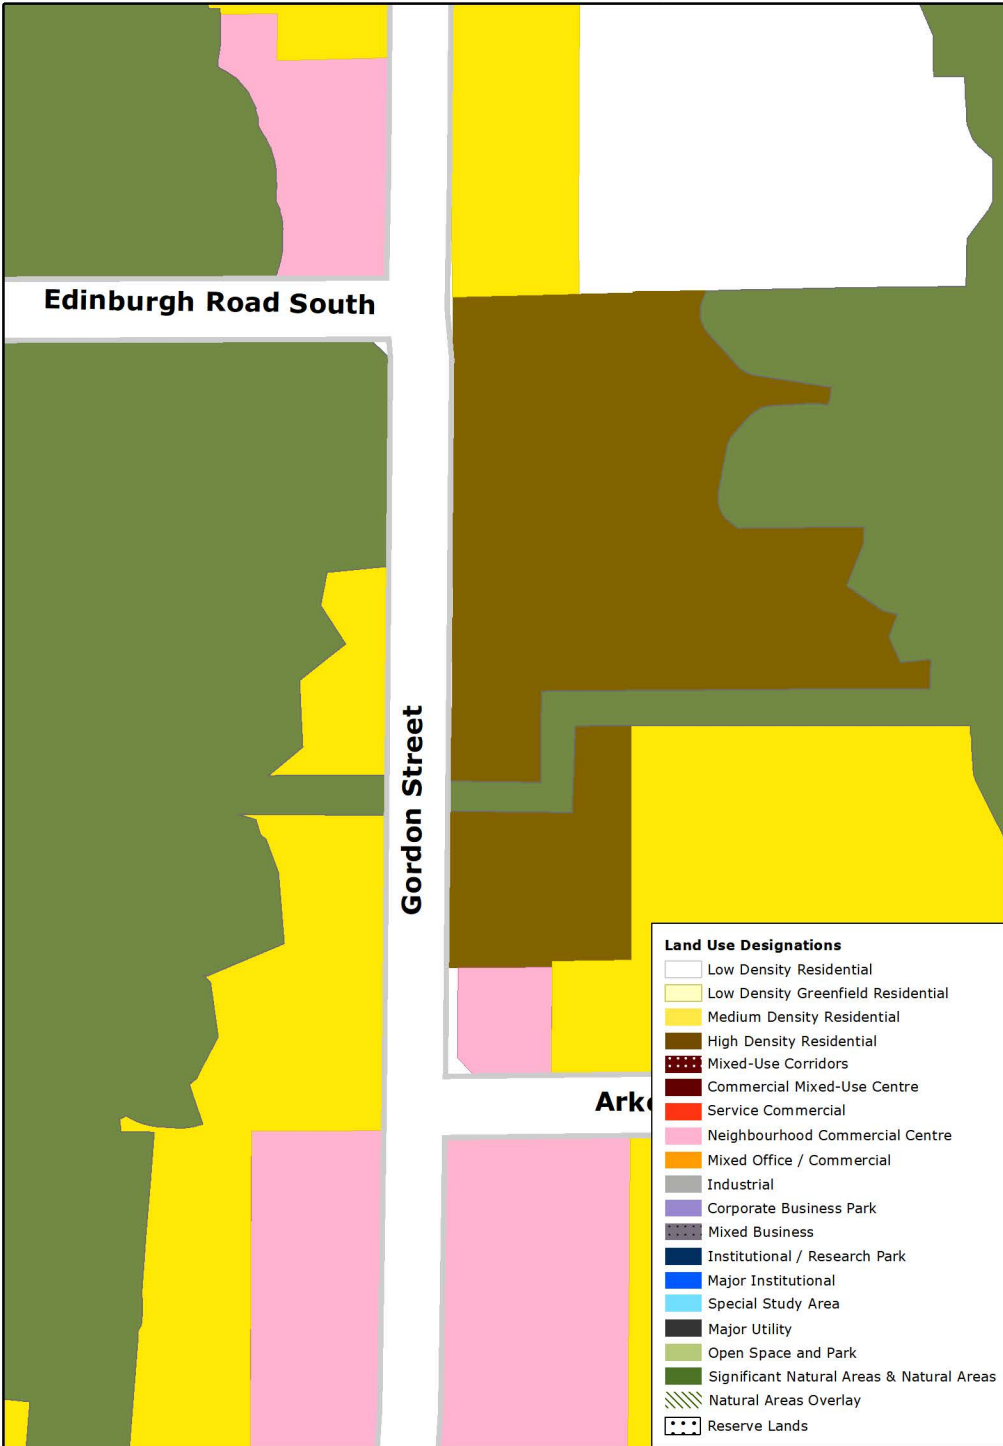 Edinburgh Road South
Gordon Street
Land Use Designations
Low Density Residential
Low Density Greenfield Residential
Medium Density Residential
High Density Residential
Mixed-Use Corridors
Commercial Mixed-Use Centre
Service Commercial
Neighbourhood Commercial Centre
Mixed Office / Commercial
Industrial
Corporate Business Park
Mixed Business
Institutional / Research Park
Major Institutional
Special Study Area
Major Utility
Open Space and Park
Significant Natural Areas & Natural Areas
Natural Areas Overlay
Reserve Lands